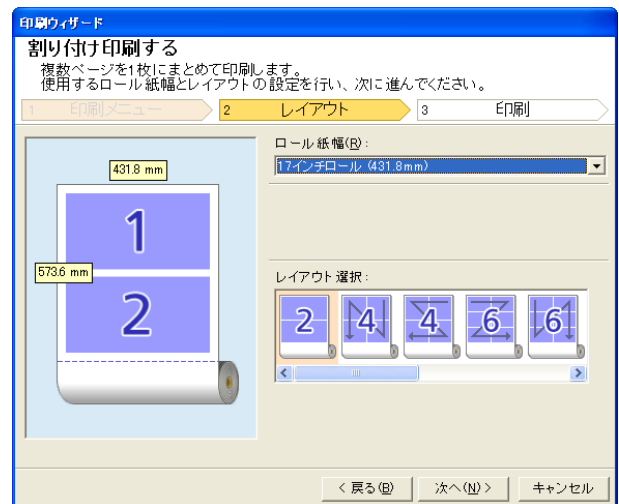 印刷ウィザード
割り付け印刷する
複数ページを1枚にまとめて印刷します。
使用するロール紙幅とレイアウトの設定を行い、次に進んでください。
1 印刷メニュー 2 レイアウト 3 印刷
ロール紙幅(R):
17インチロール (431.8mm)
431.8 mm
1
573.6 mm
2
レイアウト選択:
2 4 4 6 6
< 戻る(B) 次へ(N) > キャンセル